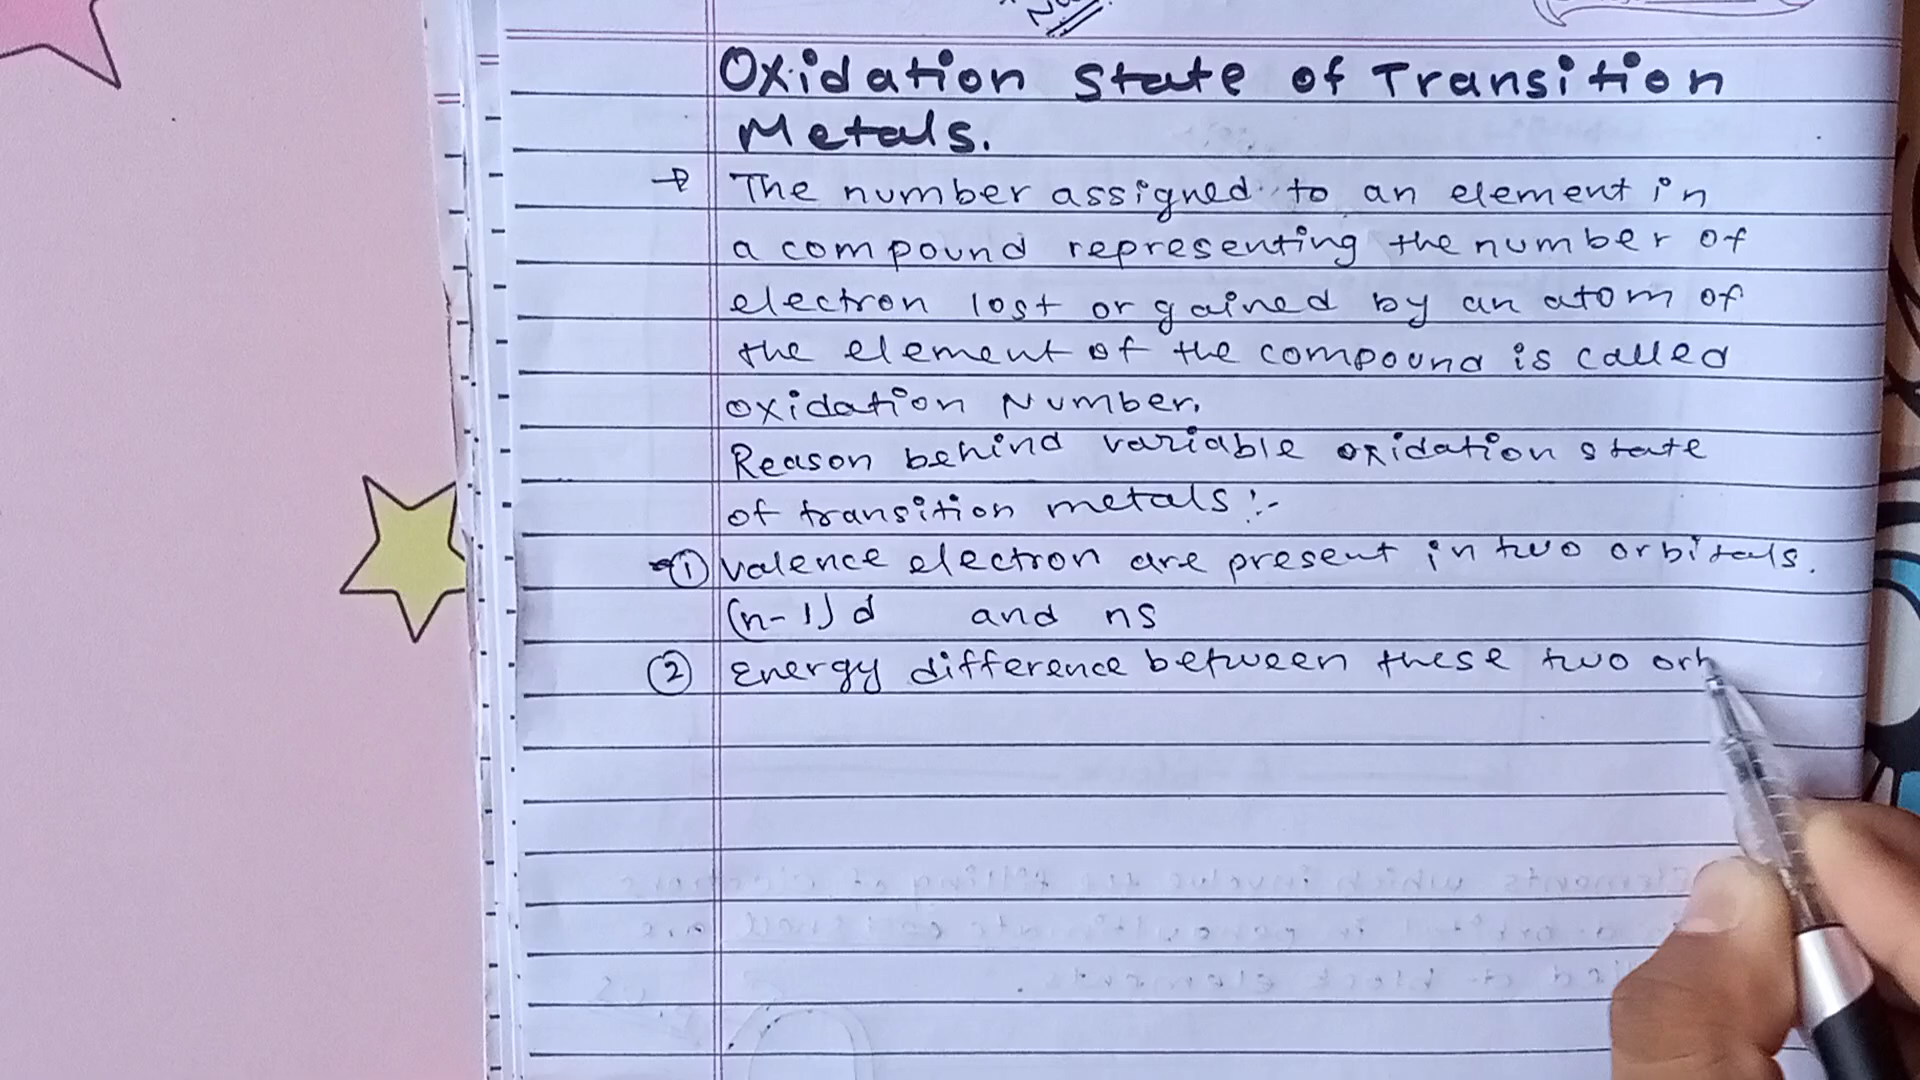 Oxidation State of Transition
Metals.
→ The number assigned to an element in
a compound representing the number of
electron lost or gained by an atom of
the element of the compound is called
oxidation Number.
Reason behind variable oxidation state
of transition metals :-
① Valence electron are present in two orbitals.
(n-1) d and ns
② Energy difference between these two orb